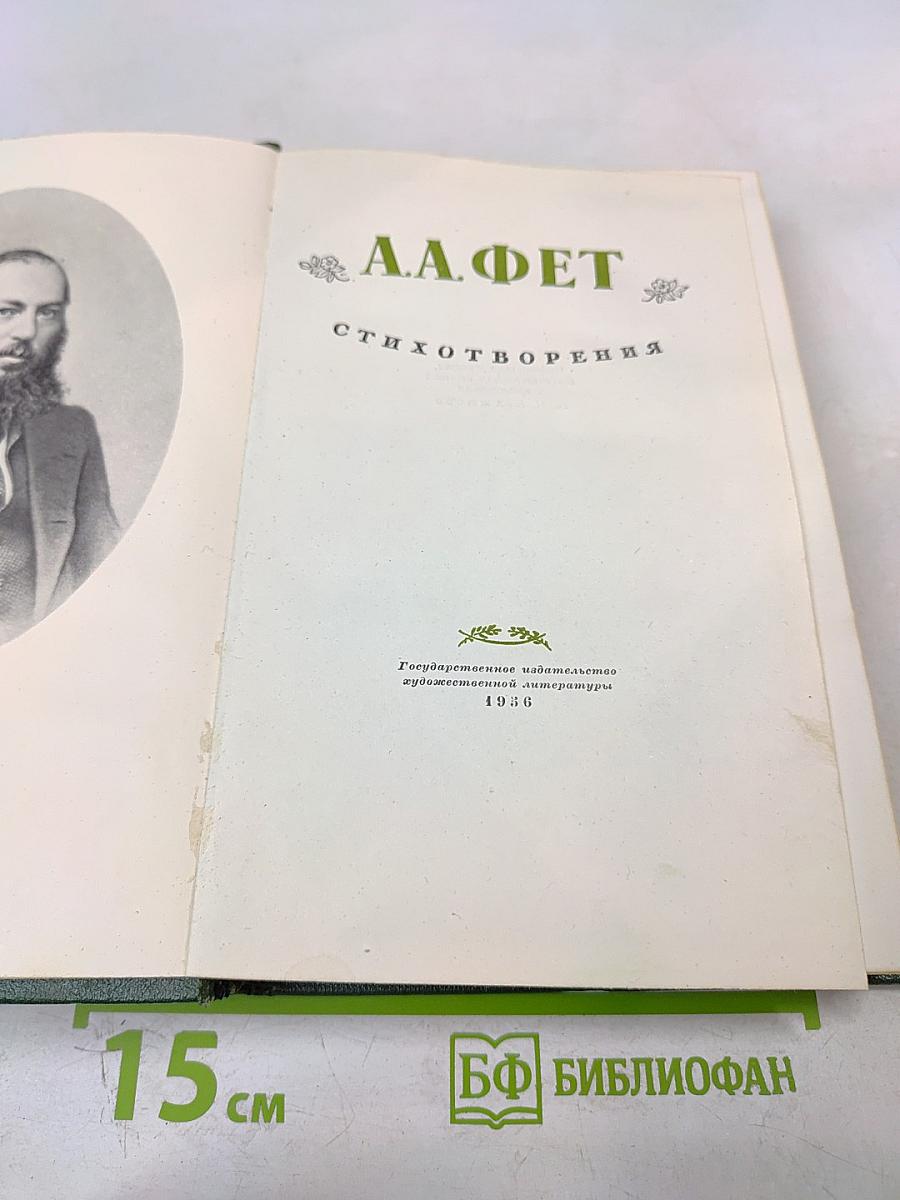 А.А.ФЕТ
СТИХОТВОРЕНИЯ
Государственное издательство
художественной литературы
1956
15 см
БФ БИБЛИОФАН